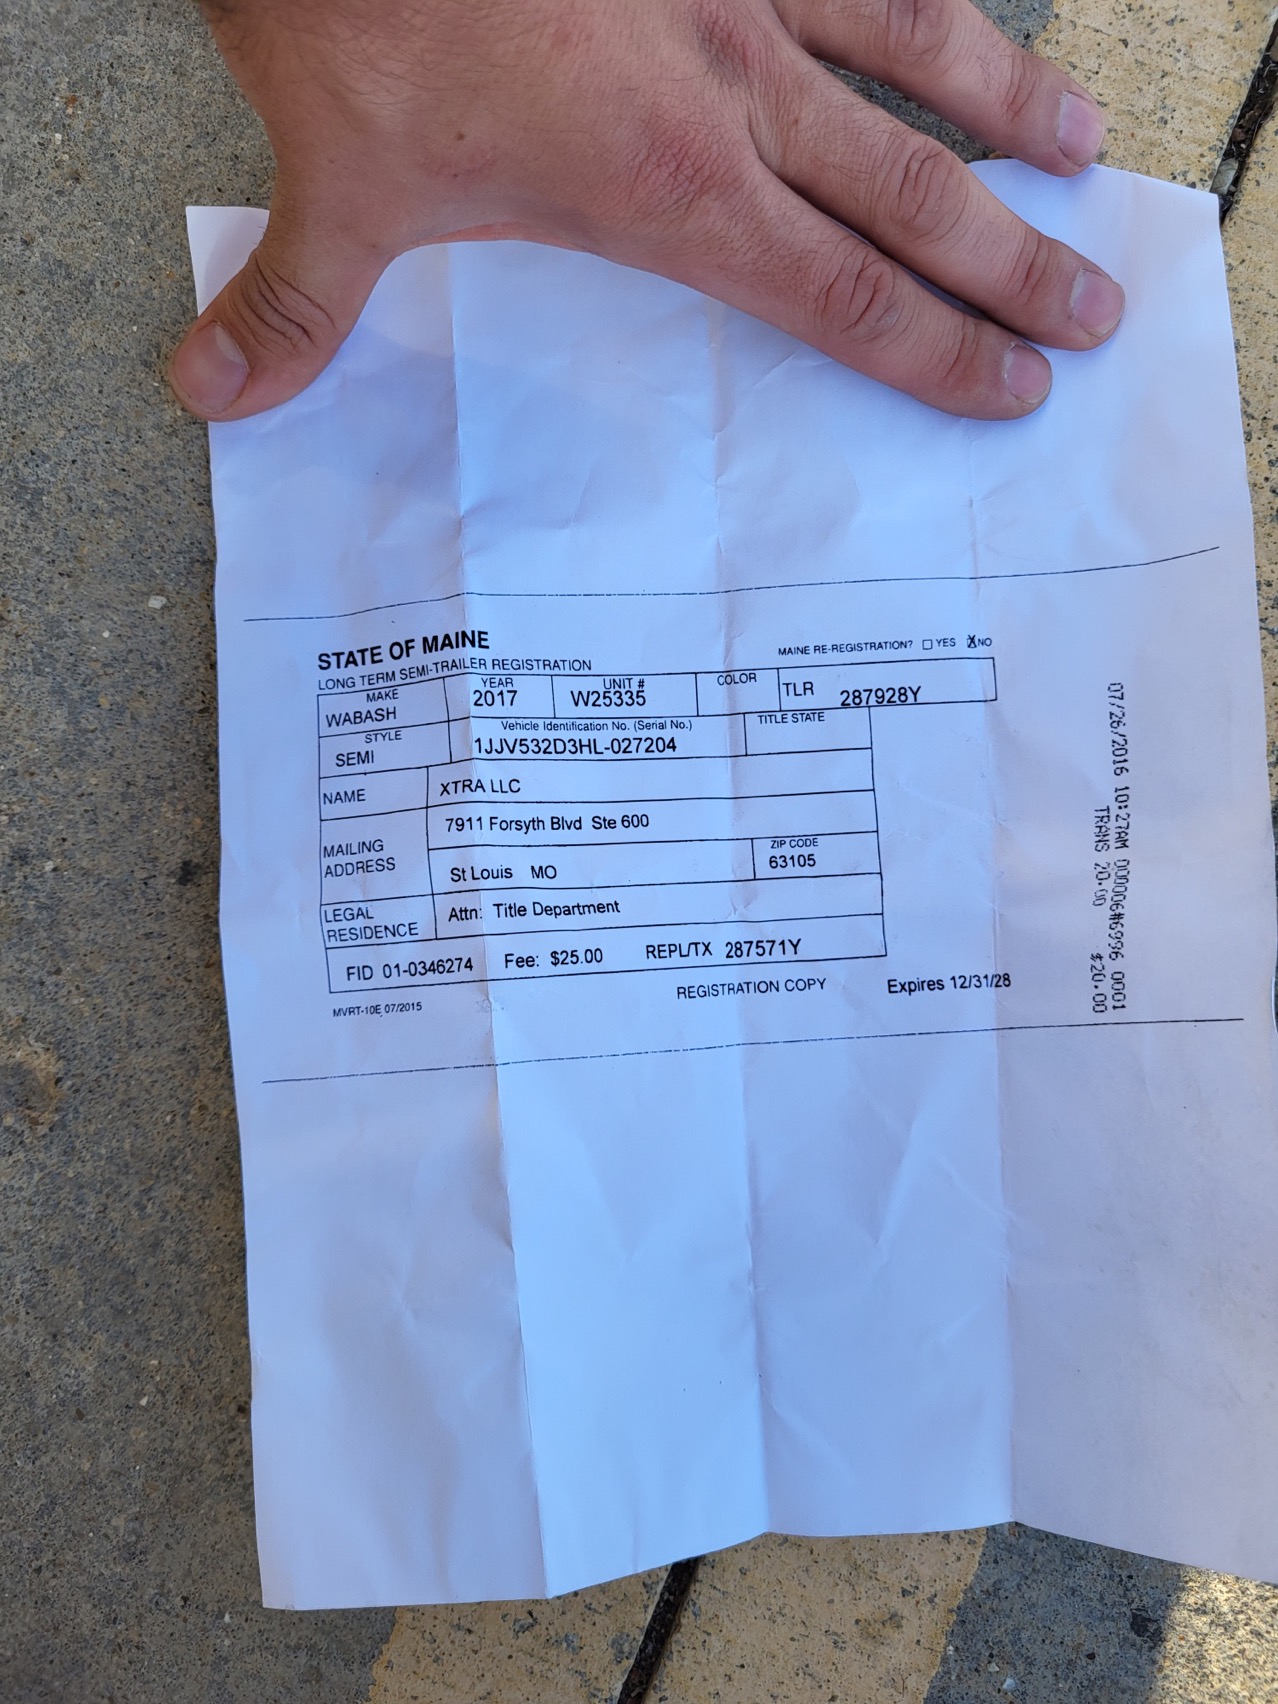 STATE OF MAINE
MAINE RE-REGISTRATION? ☐ YES ☒ NO
LONG TERM SEMI-TRAILER REGISTRATION
MAKE YEAR UNIT # COLOR
WABASH 2017 W25335 TLR 287928Y
STYLE Vehicle Identification No. (Serial No.) TITLE STATE
SEMI 1JJV532D3HL-027204
NAME XTRA LLC
MAILING ADDRESS 7911 Forsyth Blvd Ste 600
ZIP CODE
St Louis MO 63105
LEGAL RESIDENCE Attn: Title Department
FID 01-0346274 Fee: $25.00 REPL/TX 287571Y
MVRT-10E 07/2015 REGISTRATION COPY Expires 12/31/28
07/26/2016 10:27AM 000006#6996 0001
TRANS 20.00 $20.00